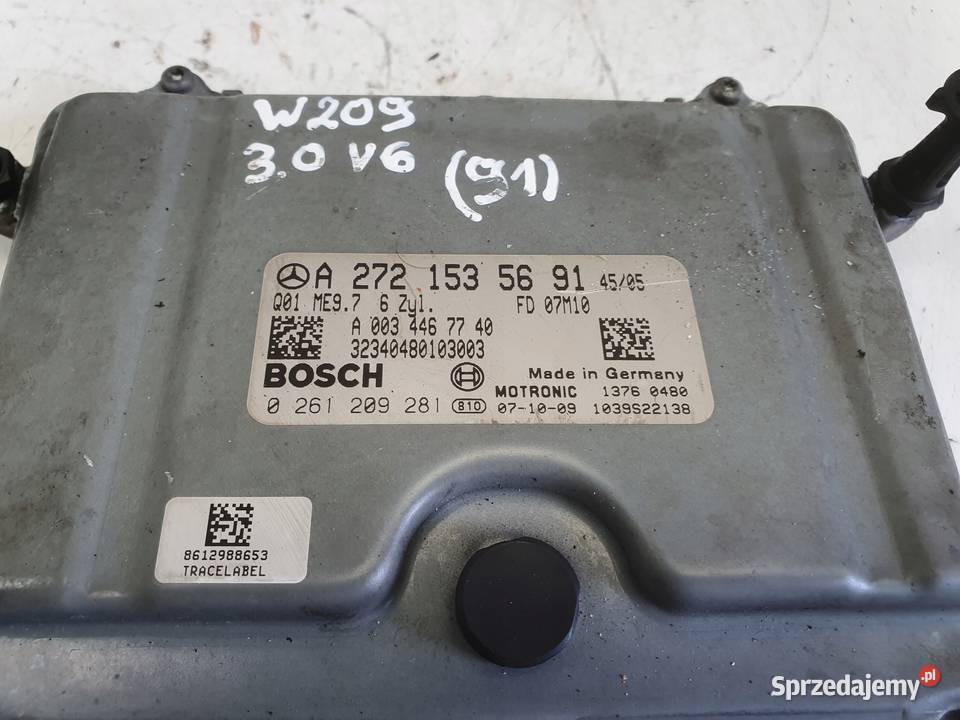 W209
3.0 V6 (91)
A 272 153 56 91 45/05
Q01 ME9.7 6 Zyl. FD 07M10
A 003 446 77 40
32340480103003
BOSCH
Made in Germany
MOTRONIC 1376 0480
0 261 209 281 810 07-10-09 1039S22138
8612988653
TRACELABEL
Sprzedajemy.pl